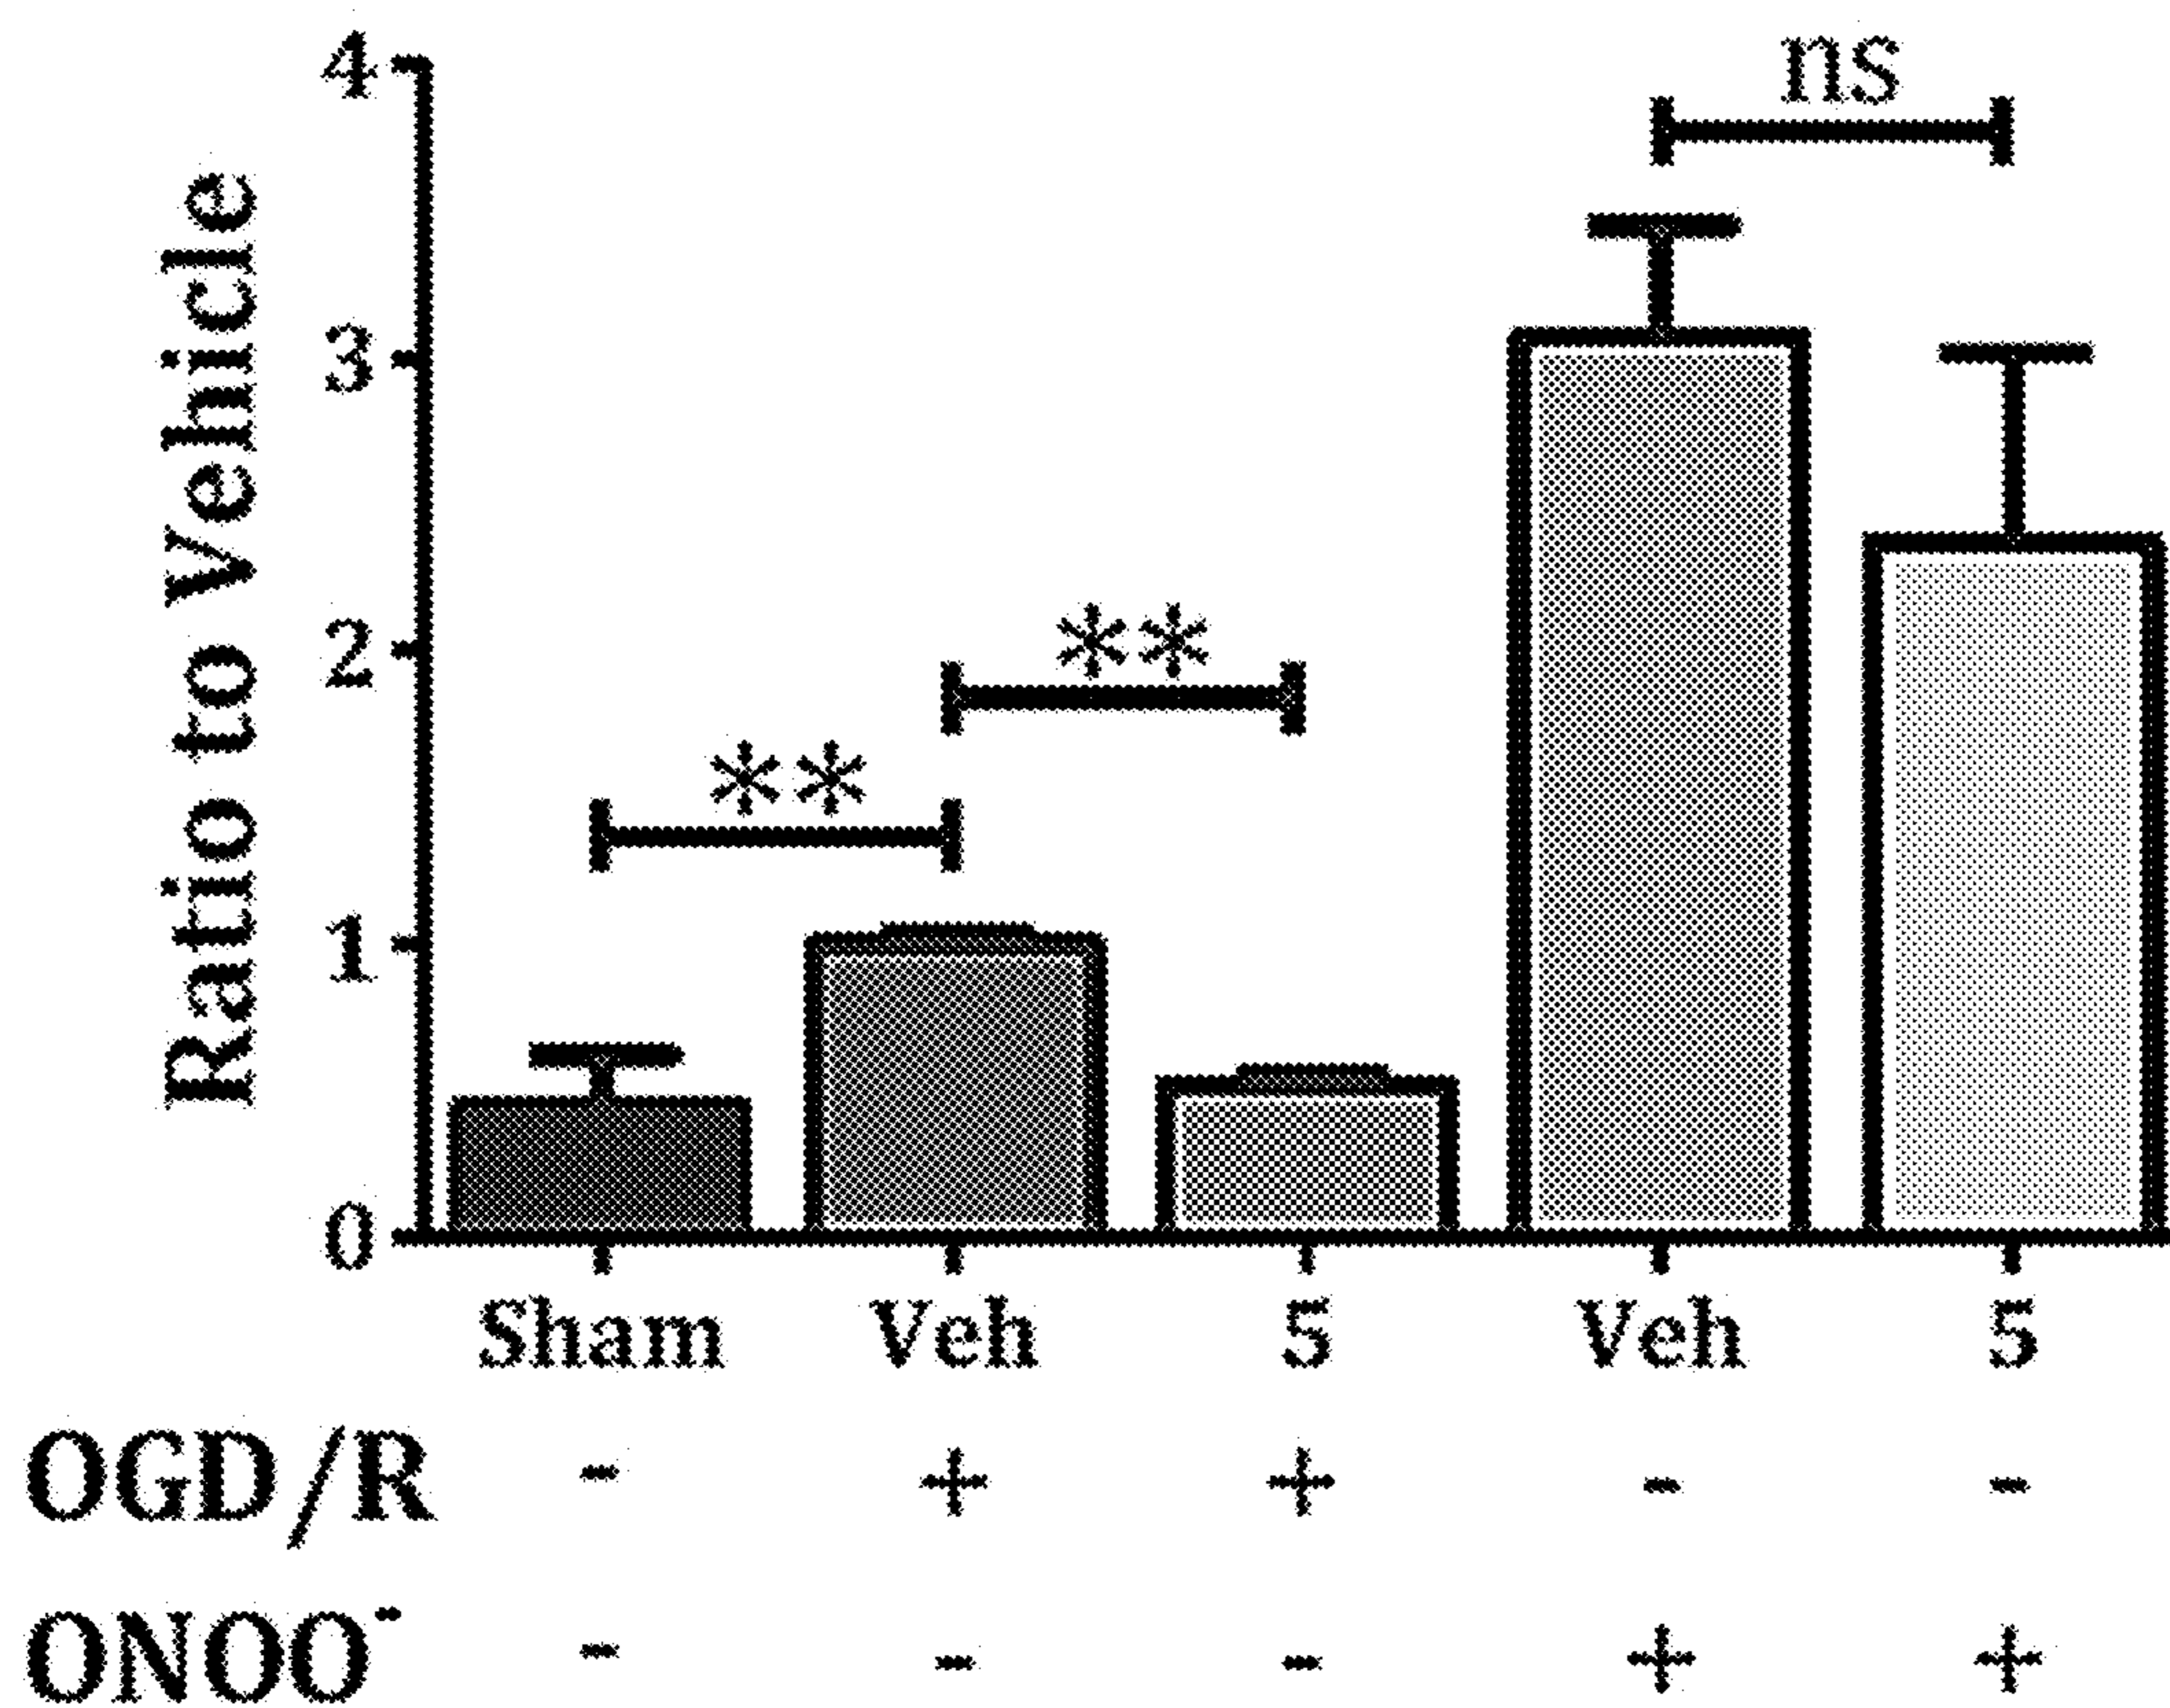 Ratio to Vehicle
4
3
2
1
0
ns
**
**
Sham Veh 5 Veh 5
OGD/R - + + - -
ONOO⁻ - - - + +